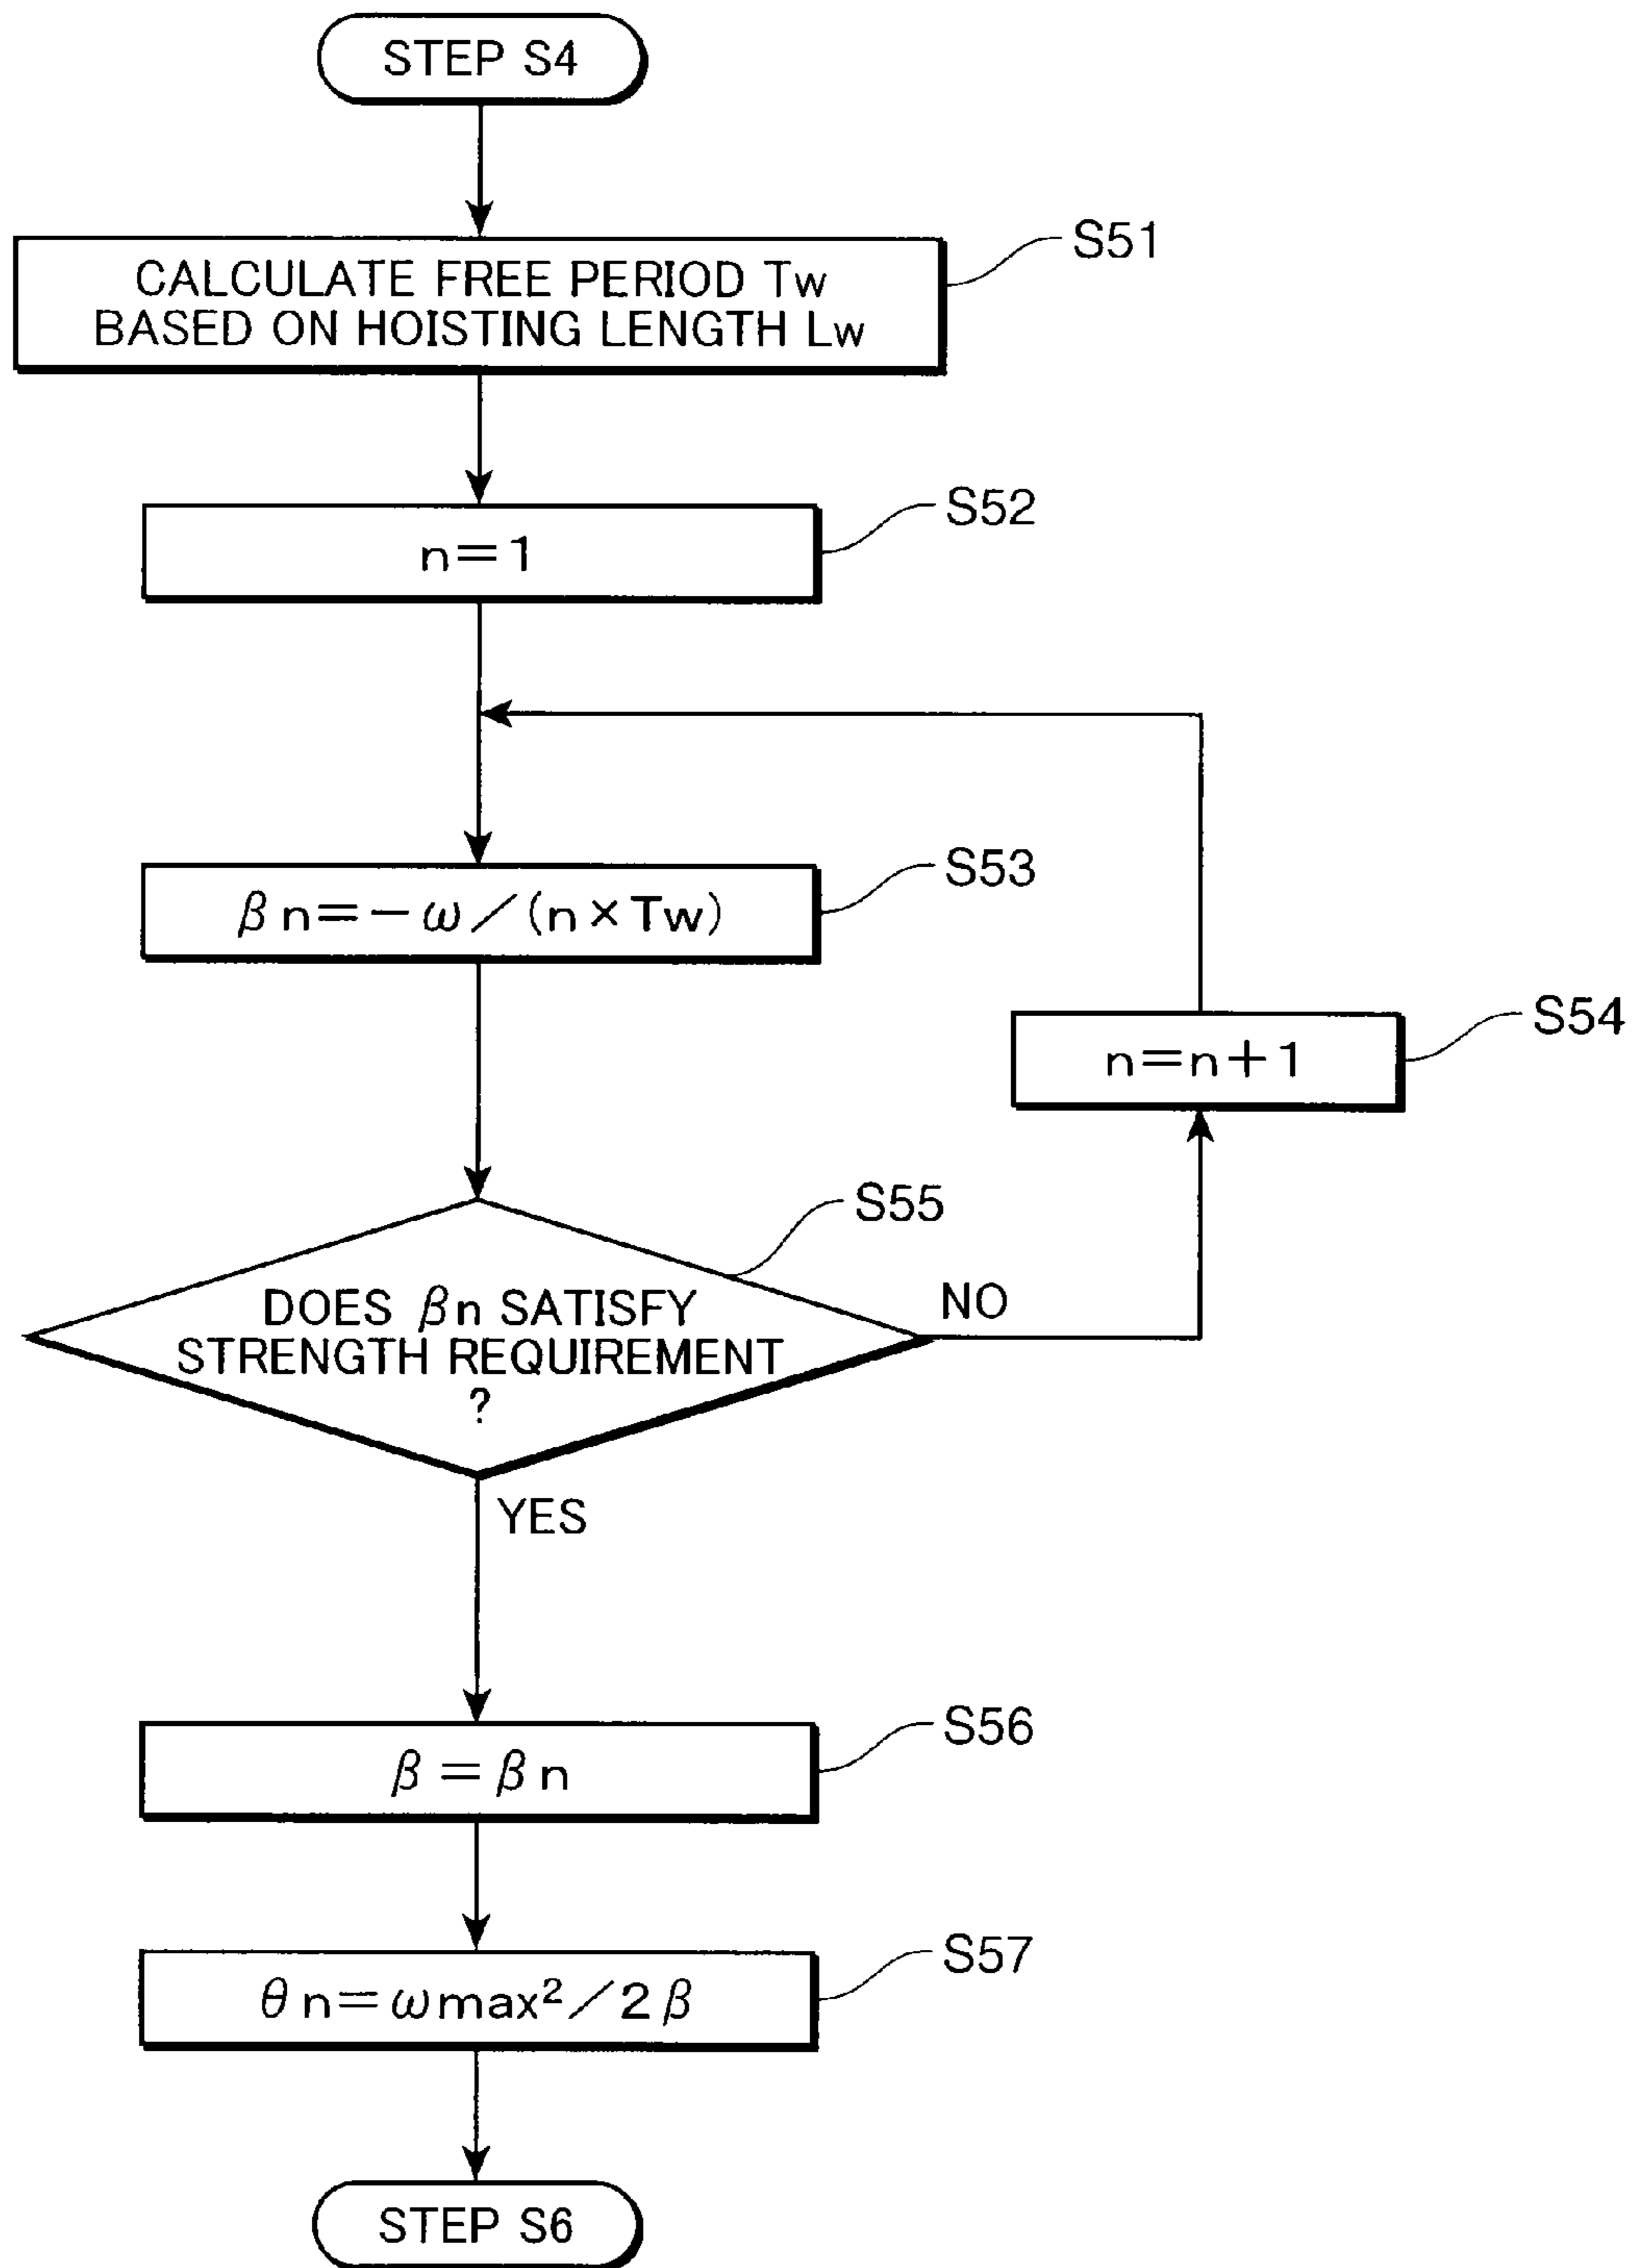 STEP S4
S51
CALCULATE FREE PERIOD Tw
BASED ON HOISTING LENGTH Lw
S52
n=1
S53
βn=-ω/(n×Tw)
S54
n=n+1
S55
DOES βn SATISFY
STRENGTH REQUIREMENT
?
NO
YES
S56
β=βn
S57
θn=ωmax²/2β
STEP S6